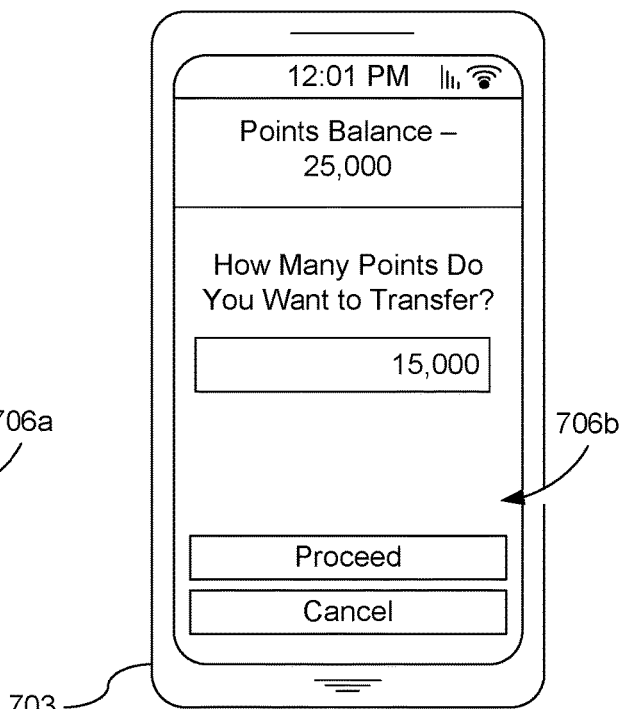 12:01 PM
Points Balance –
25,000
How Many Points Do
You Want to Transfer?
15,000
706a
706b
Proceed
Cancel
703